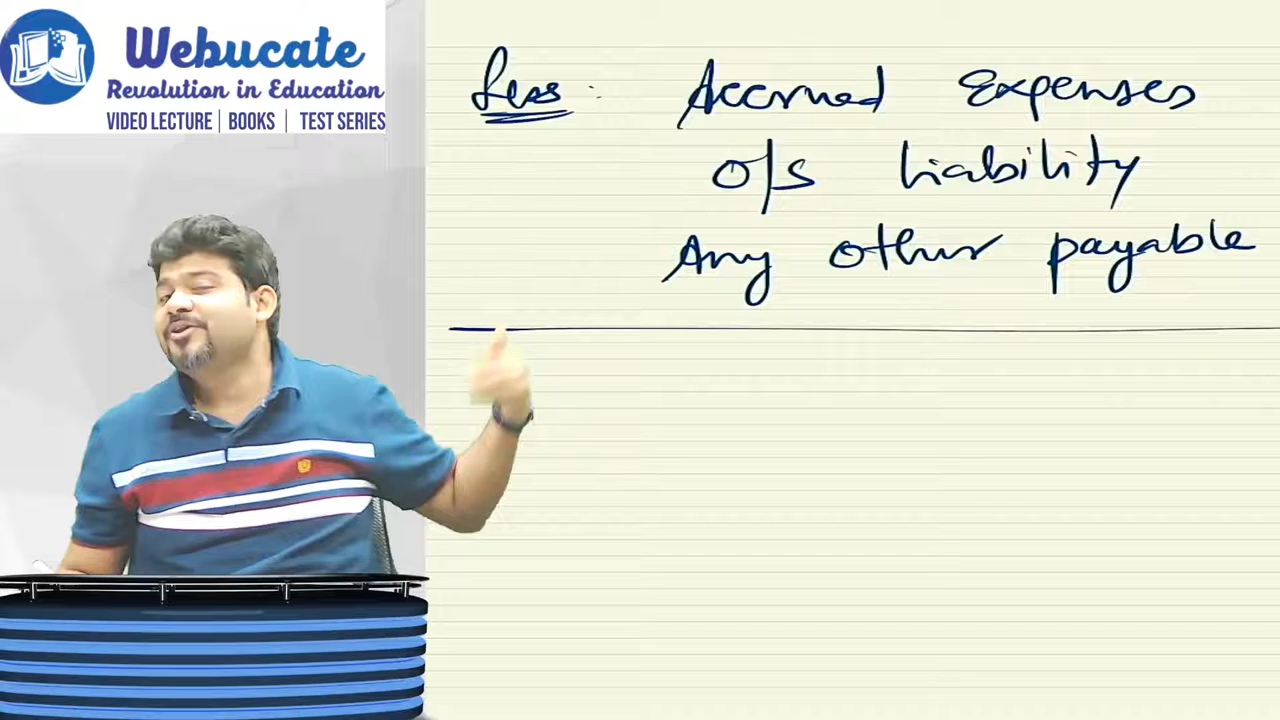 Webucate
Revolution in Education
VIDEO LECTURE | BOOKS | TEST SERIES
Less: Accrued Expenses
O/s Liability
Any other payable